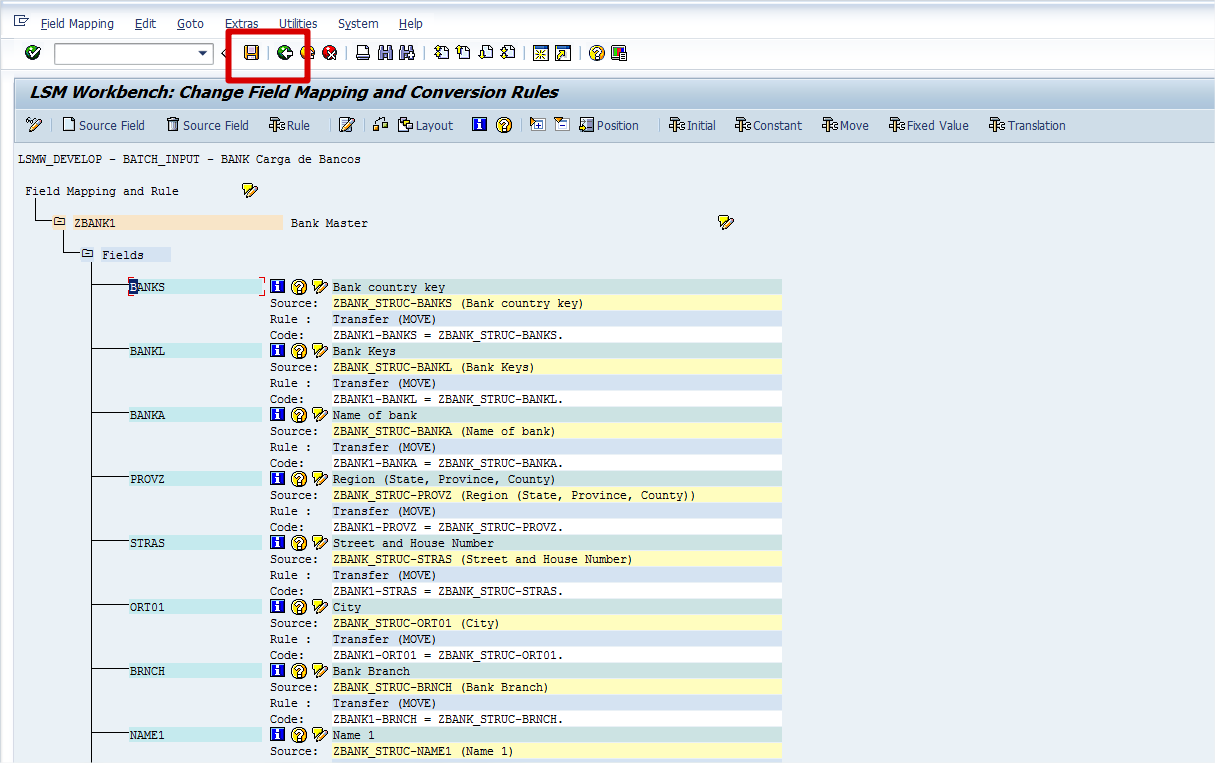 Field Mapping Edit Goto Extras Utilities System Help
LSM Workbench: Change Field Mapping and Conversion Rules
Source Field Source Field Rule Layout Position Initial Constant Move Fixed Value Translation
LSMW_DEVELOP - BATCH_INPUT - BANK Carga de Bancos
Field Mapping and Rule
ZBANK1 Bank Master
Fields
BANKS Bank country key
Source: ZBANK_STRUC-BANKS (Bank country key)
Rule : Transfer (MOVE)
Code: ZBANK1-BANKS = ZBANK_STRUC-BANKS.
BANKL Bank Keys
Source: ZBANK_STRUC-BANKL (Bank Keys)
Rule : Transfer (MOVE)
Code: ZBANK1-BANKL = ZBANK_STRUC-BANKL.
BANKA Name of bank
Source: ZBANK_STRUC-BANKA (Name of bank)
Rule : Transfer (MOVE)
Code: ZBANK1-BANKA = ZBANK_STRUC-BANKA.
PROVZ Region (State, Province, County)
Source: ZBANK_STRUC-PROVZ (Region (State, Province, County))
Rule : Transfer (MOVE)
Code: ZBANK1-PROVZ = ZBANK_STRUC-PROVZ.
STRAS Street and House Number
Source: ZBANK_STRUC-STRAS (Street and House Number)
Rule : Transfer (MOVE)
Code: ZBANK1-STRAS = ZBANK_STRUC-STRAS.
ORT01 City
Source: ZBANK_STRUC-ORT01 (City)
Rule : Transfer (MOVE)
Code: ZBANK1-ORT01 = ZBANK_STRUC-ORT01.
BRNCH Bank Branch
Source: ZBANK_STRUC-BRNCH (Bank Branch)
Rule : Transfer (MOVE)
Code: ZBANK1-BRNCH = ZBANK_STRUC-BRNCH.
NAME1 Name 1
Source: ZBANK_STRUC-NAME1 (Name 1)